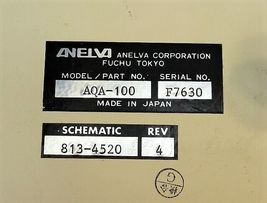 ANELVA ANELVA CORPORATION
FUCHU TOKYO
MODEL/PART NO. SERIAL NO.
AQA-100 F7630
MADE IN JAPAN
SCHEMATIC REV
813-4520 4